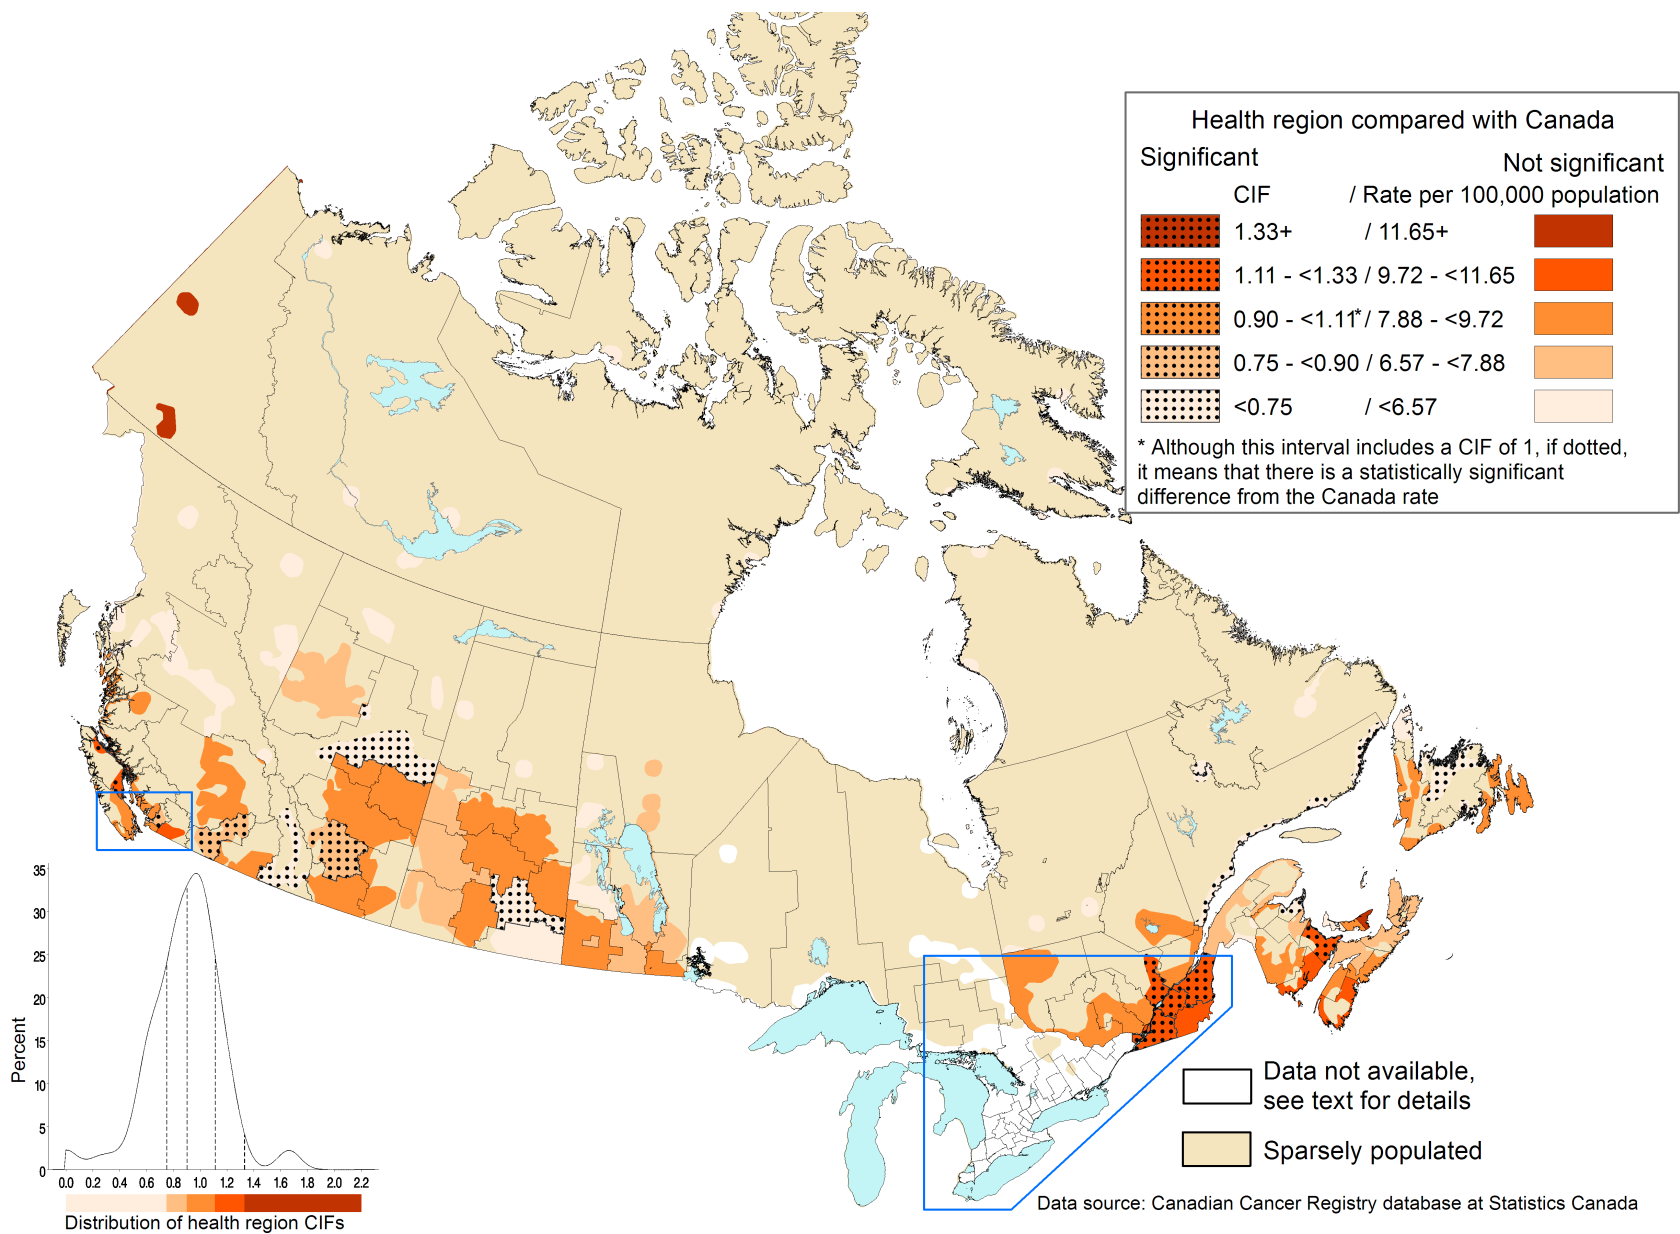 Health region compared with Canada
Significant
Not significant
CIF / Rate per 100,000 population
1.33+ / 11.65+
1.11 - <1.33 / 9.72 - <11.65
0.90 - <1.11* / 7.88 - <9.72
0.75 - <0.90 / 6.57 - <7.88
<0.75 / <6.57
* Although this interval includes a CIF of 1, if dotted,
it means that there is a statistically significant
difference from the Canada rate
35
30
25
20
15
10
5
0
Percent
0.0 0.2 0.4 0.6 0.8 1.0 1.2 1.4 1.6 1.8 2.0 2.2
Distribution of health region CIFs
Data not available,
see text for details
Sparsely populated
Data source: Canadian Cancer Registry database at Statistics Canada